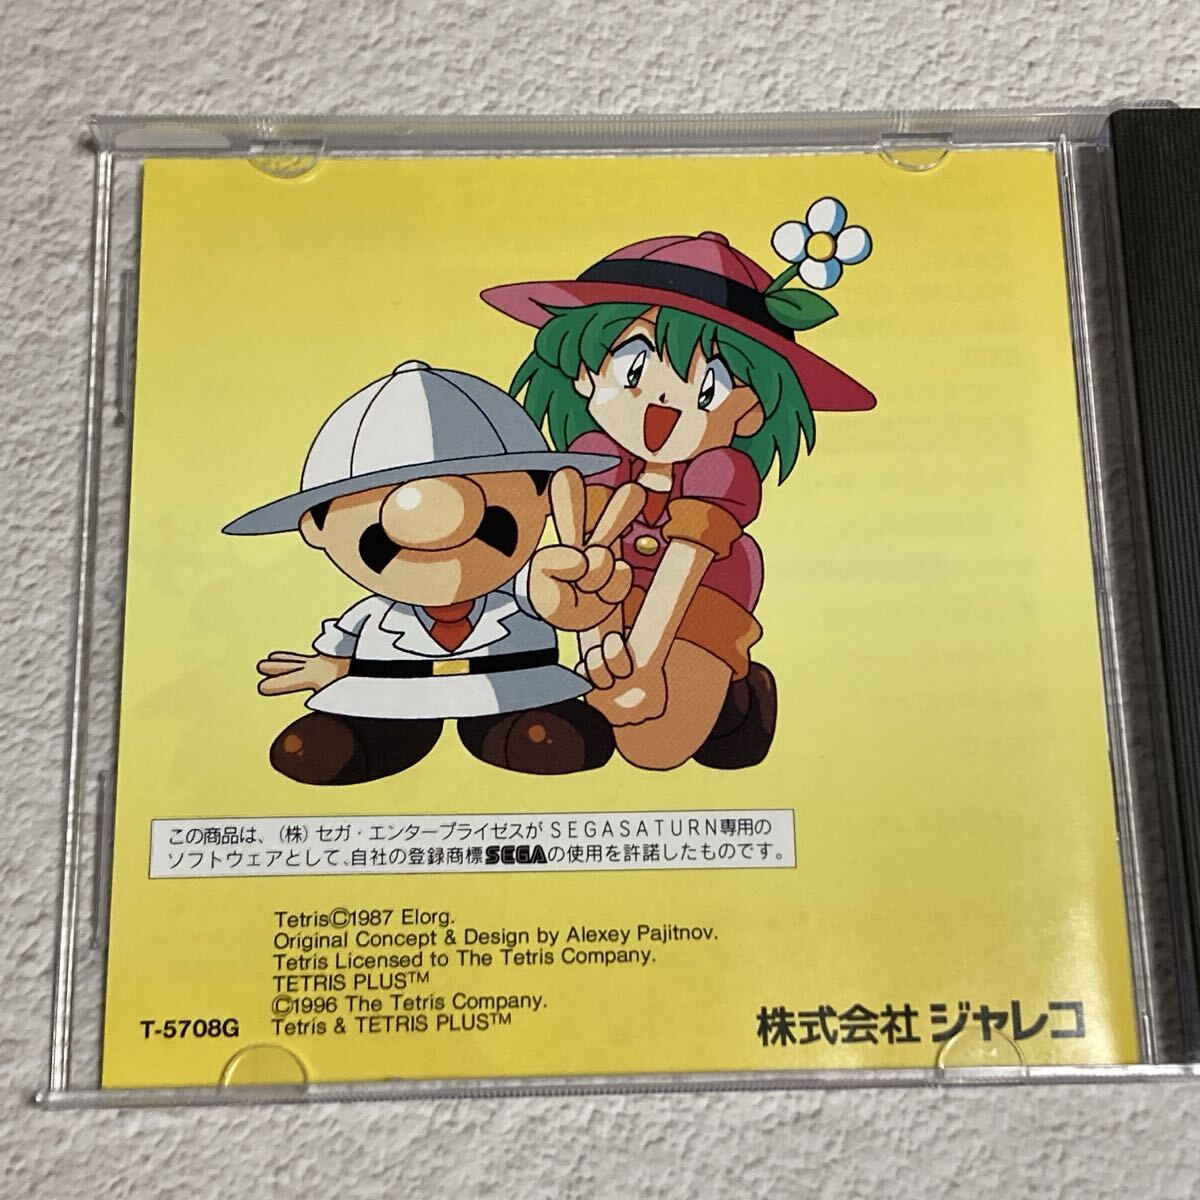 この商品は、(株)セガ・エンタープライゼスがSEGASATURN専用の
ソフトウェアとして、自社の登録商標SEGAの使用を許諾したものです。
Tetris©1987 Elorg.
Original Concept & Design by Alexey Pajitnov.
Tetris Licensed to The Tetris Company.
TETRIS PLUS™
©1996 The Tetris Company.
T-5708G Tetris & TETRIS PLUS™
株式会社 ジャレコ